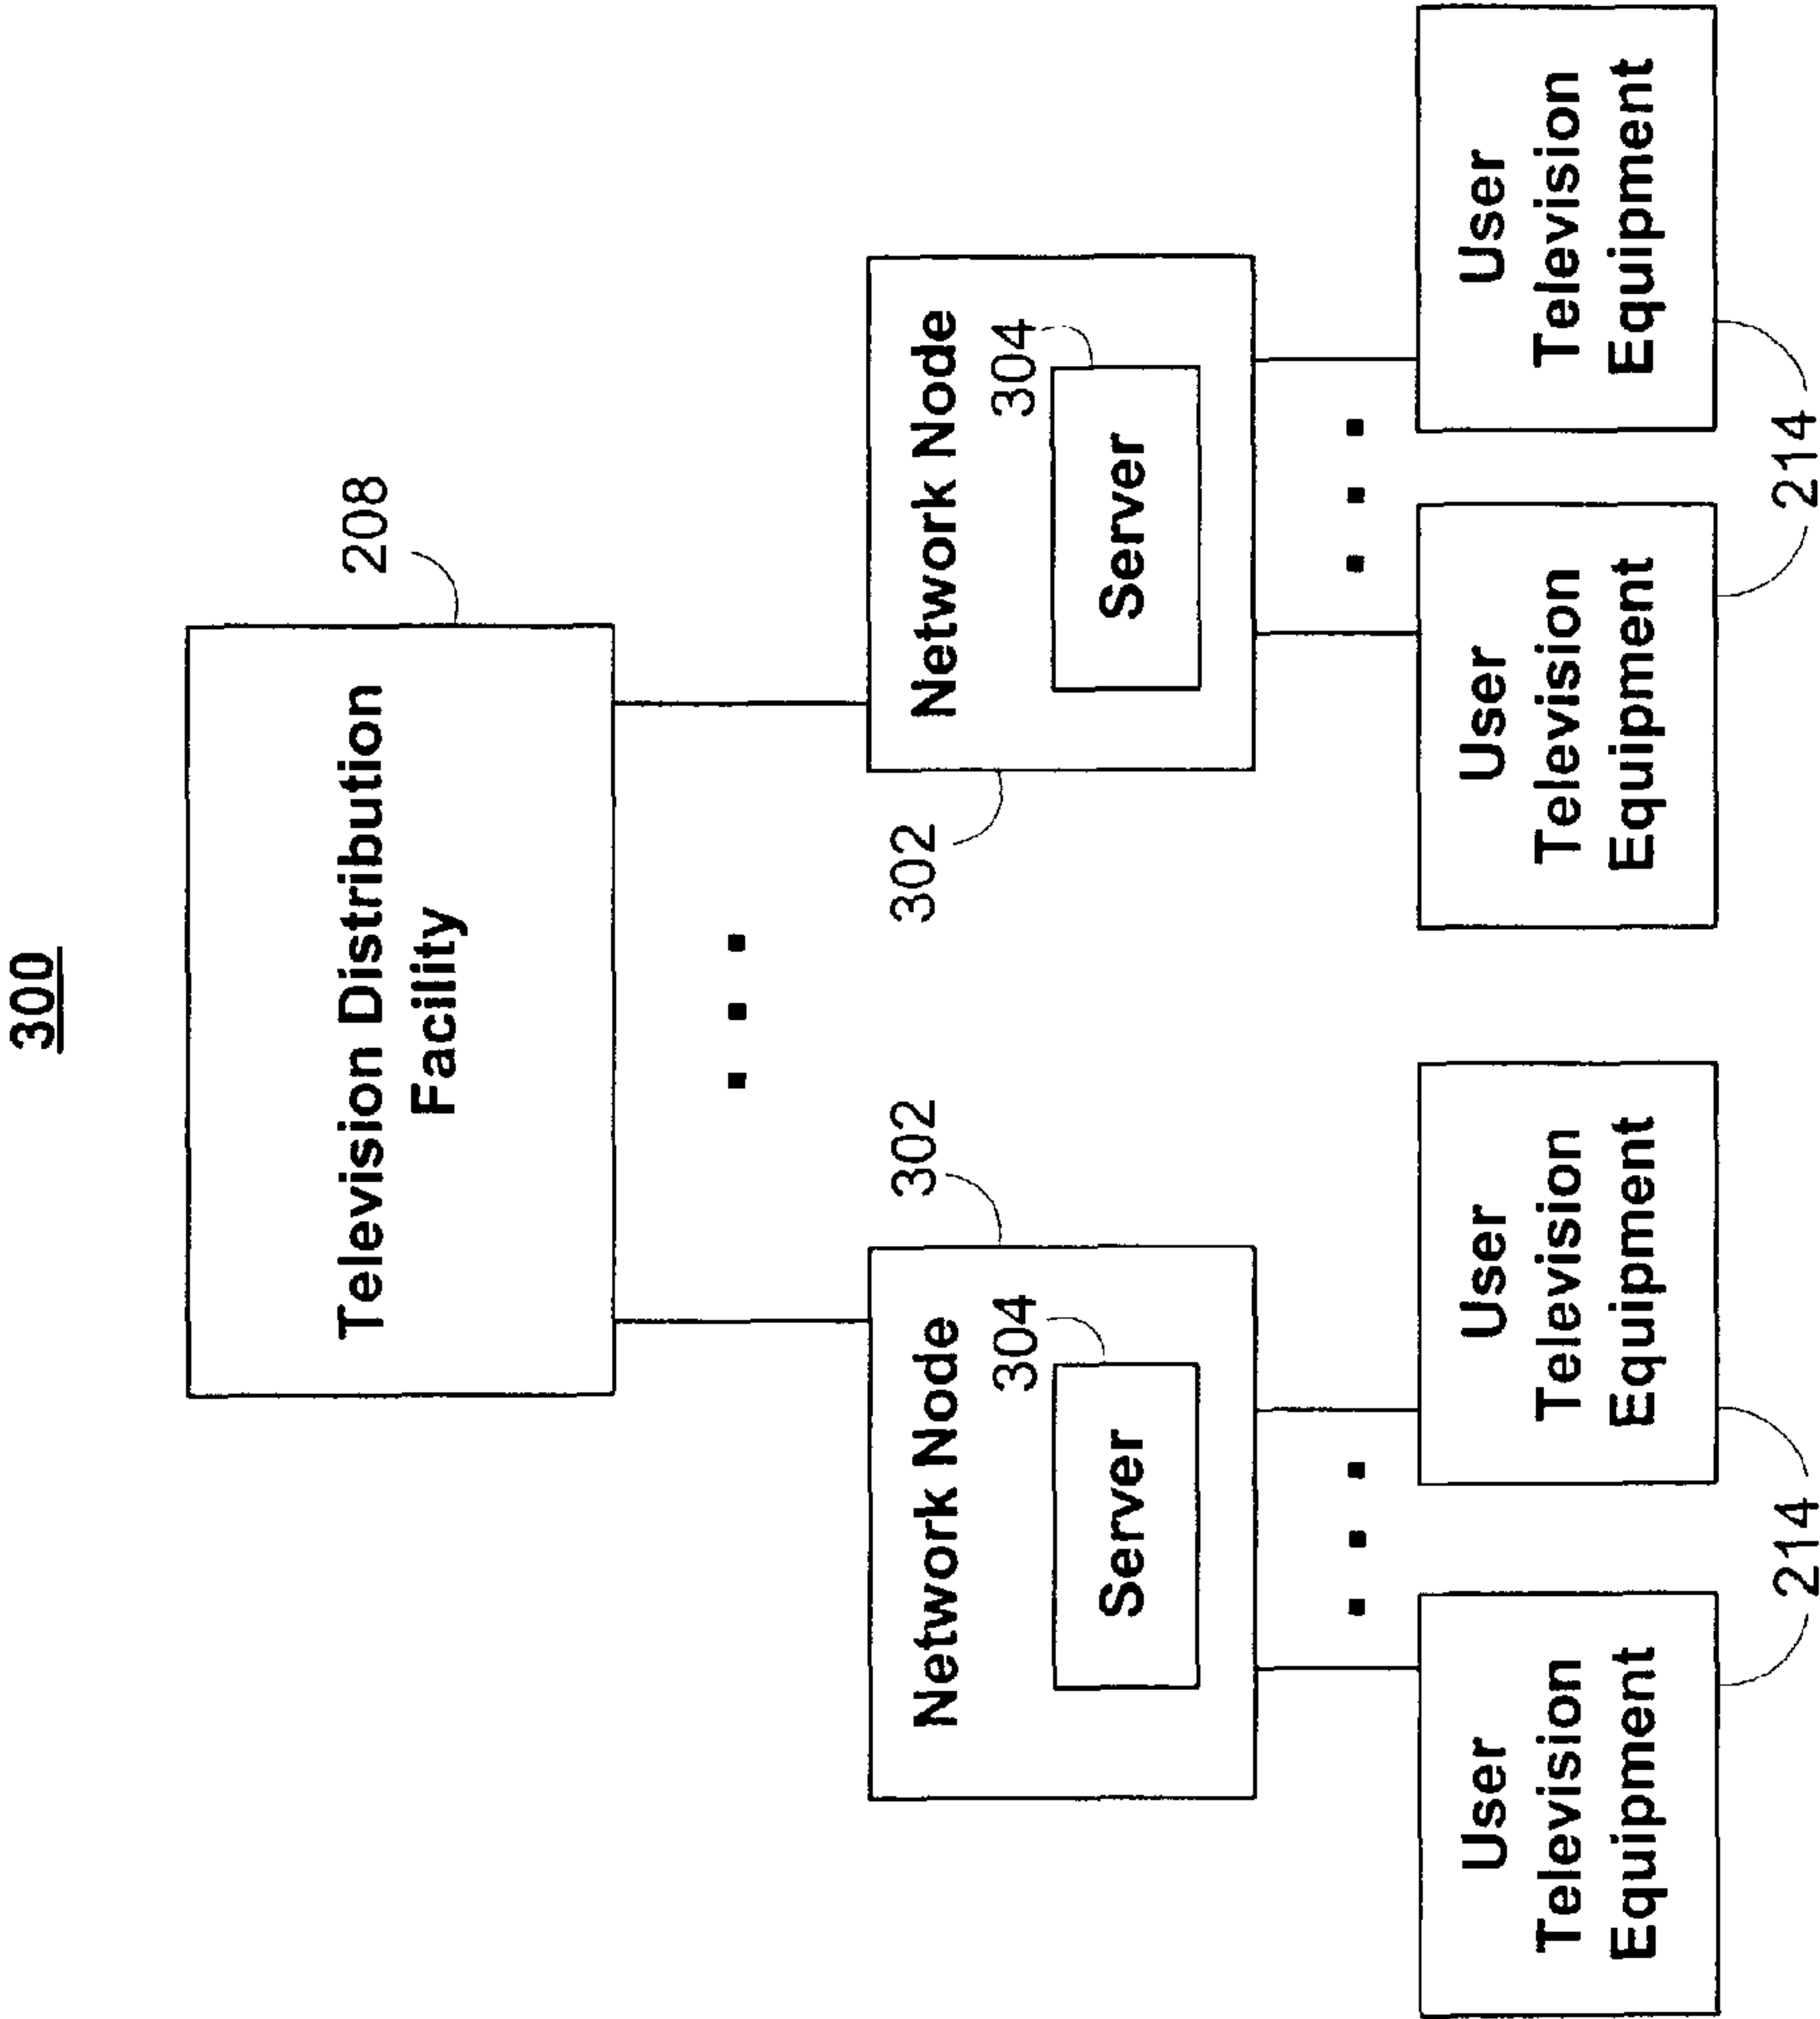 300
Television Distribution
Facility
208
302
302
Network Node
304
Server
Network Node
304
Server
User
Television
Equipment
User
Television
Equipment
User
Television
Equipment
User
Television
Equipment
214
214